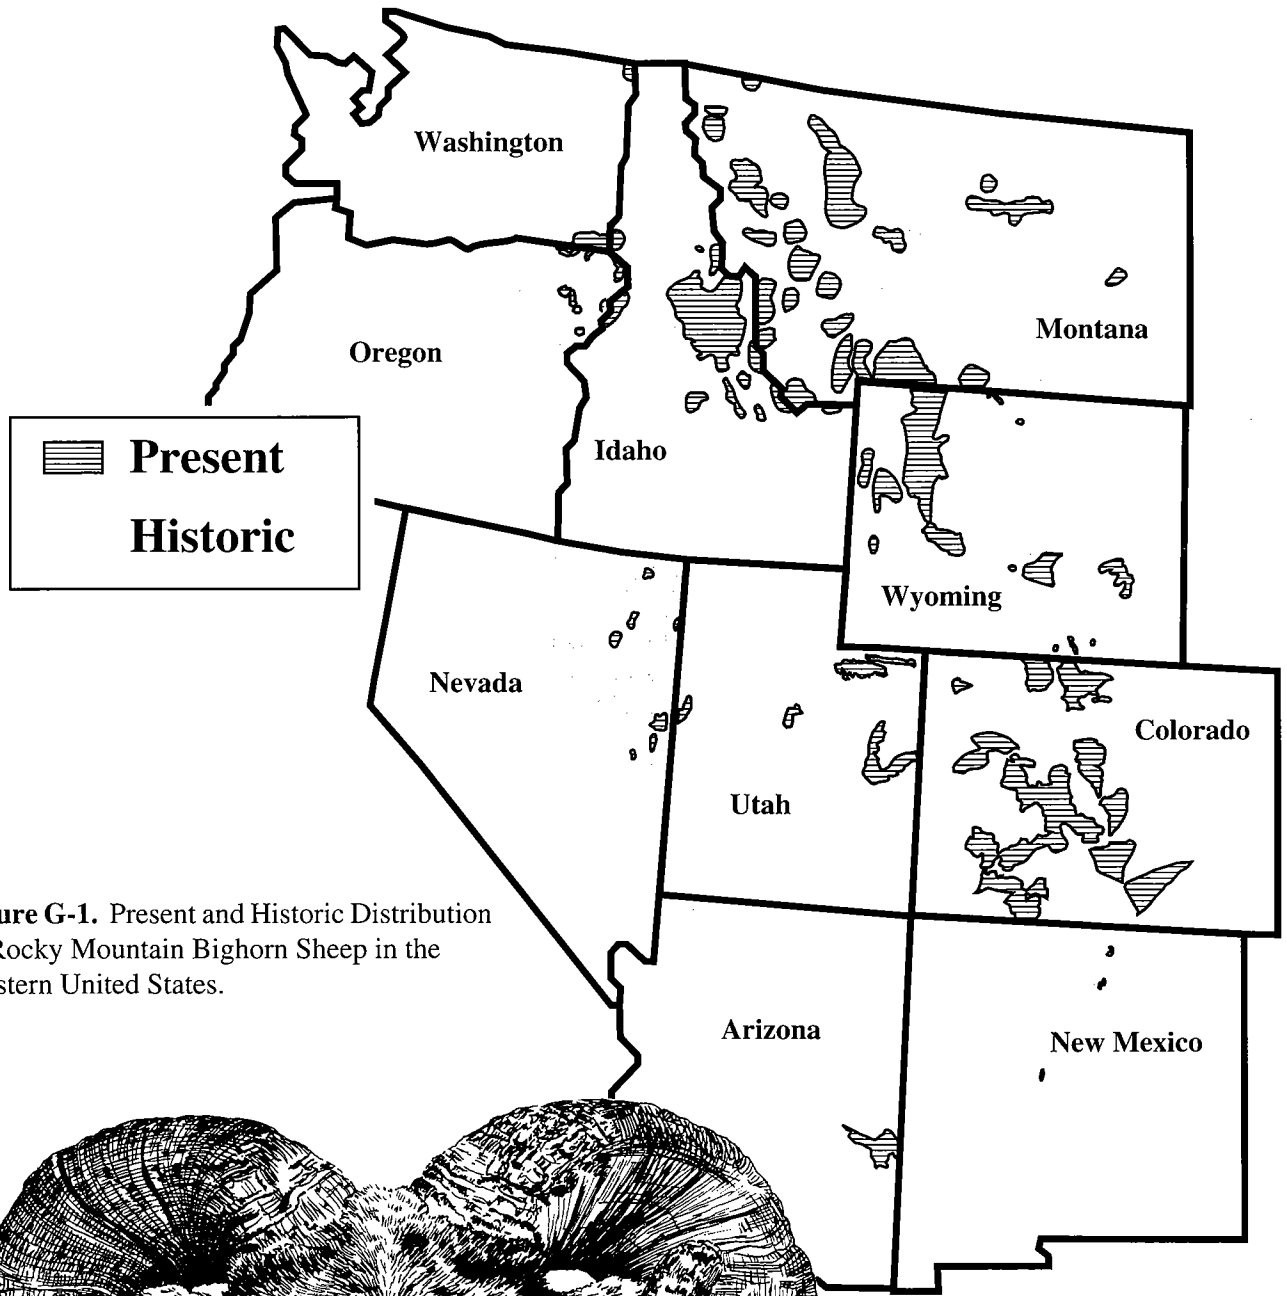 Washington
Montana
Oregon
Idaho
Present
Historic
Wyoming
Nevada
Colorado
Utah
ure G-1. Present and Historic Distribution
Rocky Mountain Bighorn Sheep in the
stern United States.
Arizona
New Mexico